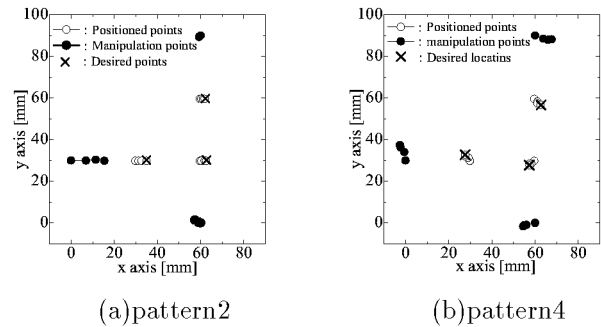 100
80
60
40
20
0
0 20 40 60 80
y axis [mm]
x axis [mm]
: Positioned points
: Manipulation points
: Desired points
(a)pattern2
100
80
60
40
20
0
0 20 40 60 80
y axis [mm]
x axis [mm]
: Positioned points
: manipulation points
: Desired locatins
(b)pattern4